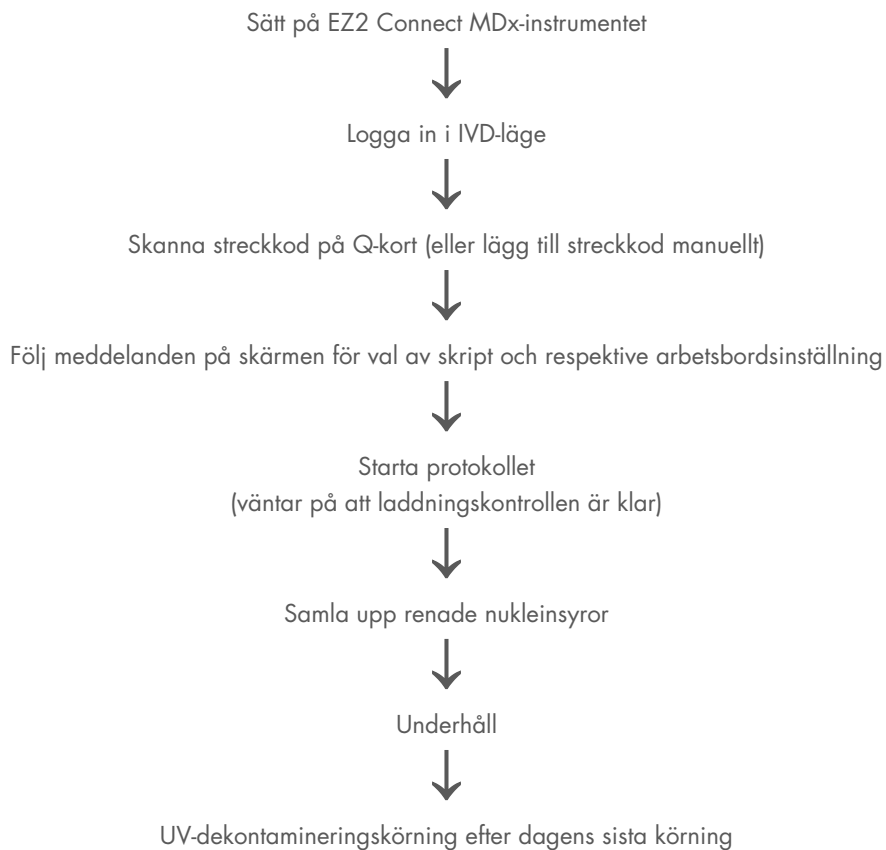 Sätt på EZ2 Connect MDx-instrumentet
Logga in i IVD-läge
Skanna streckkod på Q-kort (eller lägg till streckkod manuellt)
Följ meddelanden på skärmen för val av skript och respektive arbetsbordsinställning
Starta protokollet
(väntar på att laddningskontrollen är klar)
Samla upp renade nukleinsyror
Underhåll
UV-dekontamineringskörning efter dagens sista körning